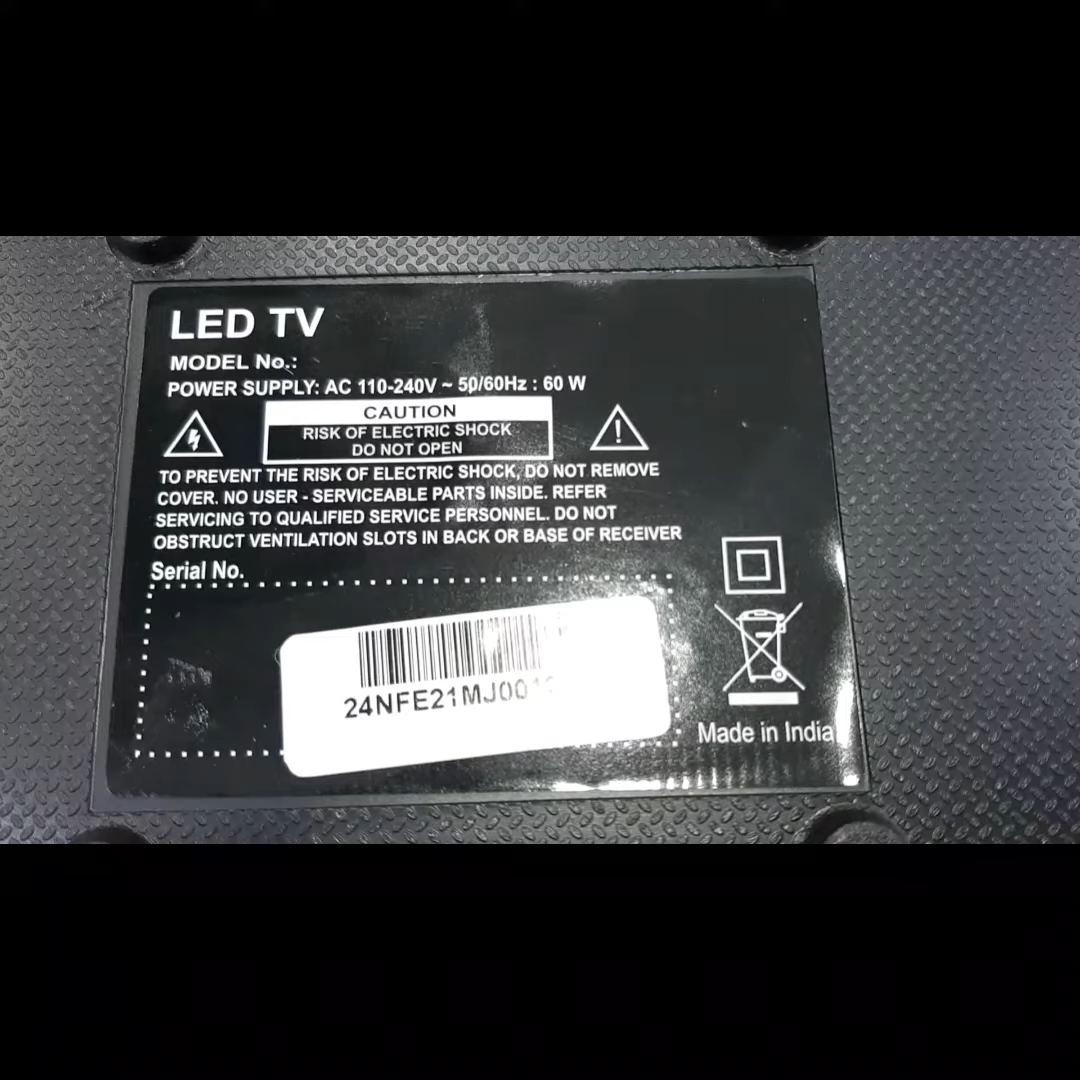 LED TV
MODEL No.:
POWER SUPPLY: AC 110-240V ~ 50/60Hz : 60 W
CAUTION
RISK OF ELECTRIC SHOCK
DO NOT OPEN
TO PREVENT THE RISK OF ELECTRIC SHOCK, DO NOT REMOVE
COVER. NO USER - SERVICEABLE PARTS INSIDE. REFER
SERVICING TO QUALIFIED SERVICE PERSONNEL. DO NOT
OBSTRUCT VENTILATION SLOTS IN BACK OR BASE OF RECEIVER
Serial No.
Made in India